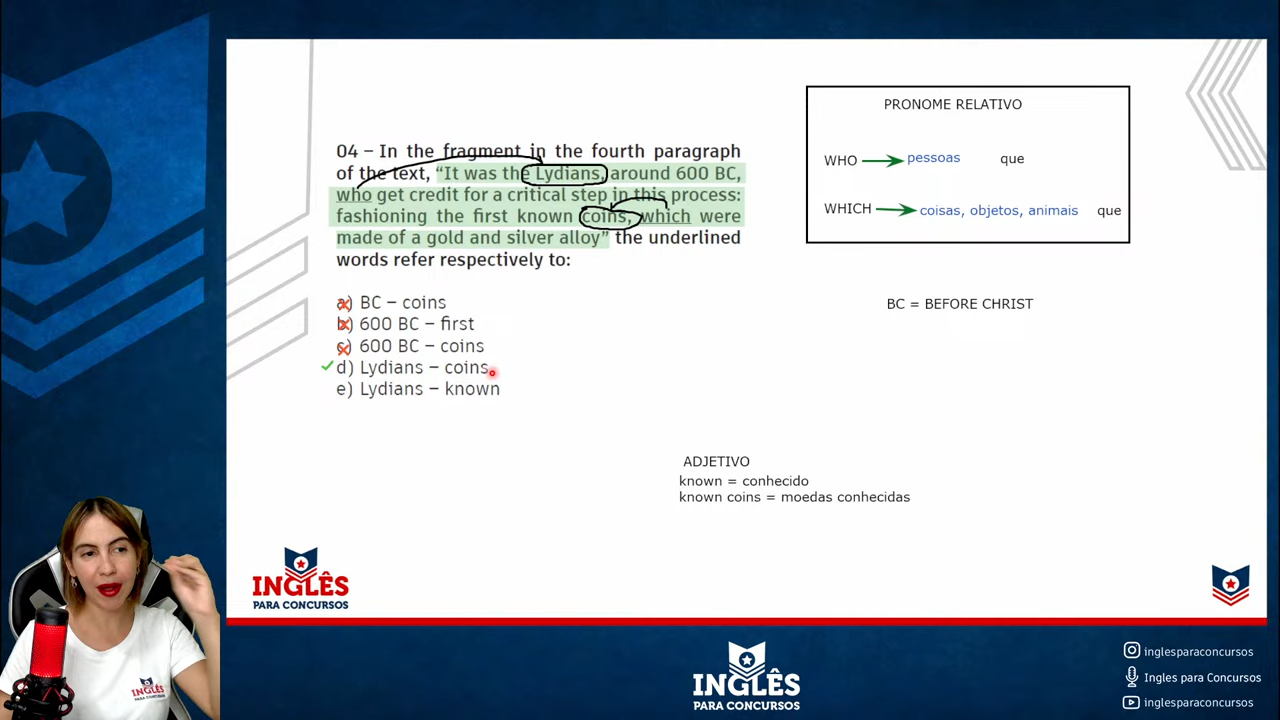 04 – In the fragment in the fourth paragraph
of the text, “It was the Lydians, around 600 BC,
who get credit for a critical step in this process:
fashioning the first known coins, which were
made of a gold and silver alloy” the underlined
words refer respectively to:
a) BC – coins
b) 600 BC – first
c) 600 BC – coins
d) Lydians – coins
e) Lydians – known
PRONOME RELATIVO
WHO pessoas que
WHICH coisas, objetos, animais que
BC = BEFORE CHRIST
ADJETIVO
known = conhecido
known coins = moedas conhecidas
INGLÊS
PARA CONCURSOS
INGLÊS
INGLÊS
PARA CONCURSOS
inglesparaconcursos
Ingles para Concursos
inglesparaconcursos